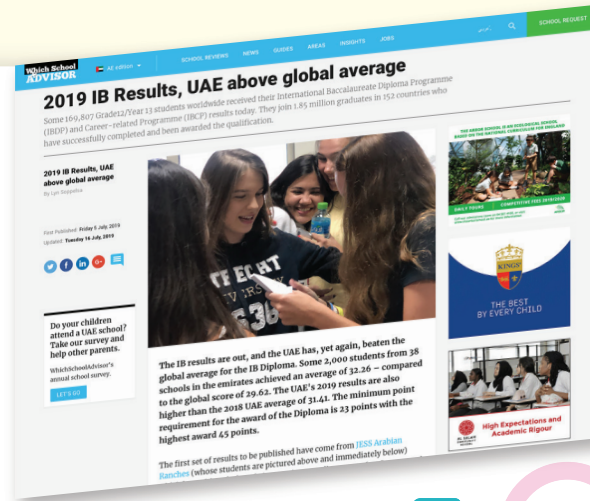 Which School
ADVISOR
AE edition
SCHOOL REVIEWS
NEWS
GUIDES
AREAS
INSIGHTS
JOBS
SCHOOL REQUEST
2019 IB Results, UAE above global average
Some 169,807 Grade12/Year 13 students worldwide received their International Baccalaureate Diploma Programme
(IBDP) and Career-related Programme (IBCP) results today. They join 1.85 million graduates in 152 countries who
have successfully completed and been awarded the qualification.
2019 IB Results, UAE
above global average
By Lyn
First Published: Friday 5 July, 2019
Updated: Tuesday 16 July, 2019
Do your children
attend a UAE school?
Take our survey and
help other parents.
WhichSchoolAdvisor's
annual school survey.
LET'S GO
The IB results are out, and the UAE has, yet again, beaten the
global average for the IB Diploma. Some 2,000 students from 38
schools in the emirates achieved an average of 32.26 – compared
to the global score of 29.62. The UAE's 2019 results are also
higher than the 2018 UAE average of 31.41. The minimum point
requirement for the award of the Diploma is 23 points with the
highest award 45 points.
The first set of results to be published have come from JESS Arabian
Ranches (whose students are pictured above and immediately below)
THE ARBOR SCHOOL IS AN ECOLOGICAL SCHOOL
BASED ON THE NATIONAL CURRICULUM FOR ENGLAND
DAILY TOURS
COMPETITIVE FEES 2019/2020
KINGS'
THE BEST
BY EVERY CHILD
High Expectations and
Academic Rigour